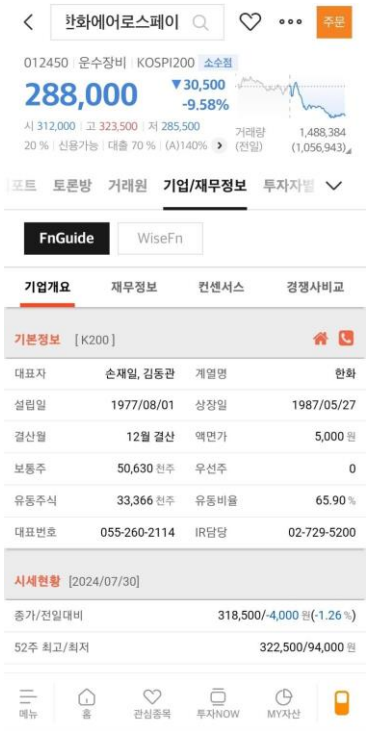 한화에어로스페이
주문
012450 운수장비 KOSPI200 소수점
288,000 ▼30,500
-9.58%
시 312,000 고 323,500 저 285,500
거래량 1,488,384
20 % 신용가능 대출 70 % (A)140%
(전일) (1,056,943)
포트 토론방 거래원 기업/재무정보 투자자별
FnGuide WiseFn
기업개요 재무정보 컨센서스 경쟁사비교
기본정보 [K200]
대표자 손재일, 김동관 계열명 한화
설립일 1977/08/01 상장일 1987/05/27
결산월 12월 결산 액면가 5,000 원
보통주 50,630 천주 우선주 0
유동주식 33,366 천주 유동비율 65.90 %
대표번호 055-260-2114 IR담당 02-729-5200
시세현황 [2024/07/30]
종가/전일대비 318,500/-4,000 원(-1.26 %)
52주 최고/최저 322,500/94,000 원
메뉴 홈 관심종목 투자NOW MY자산